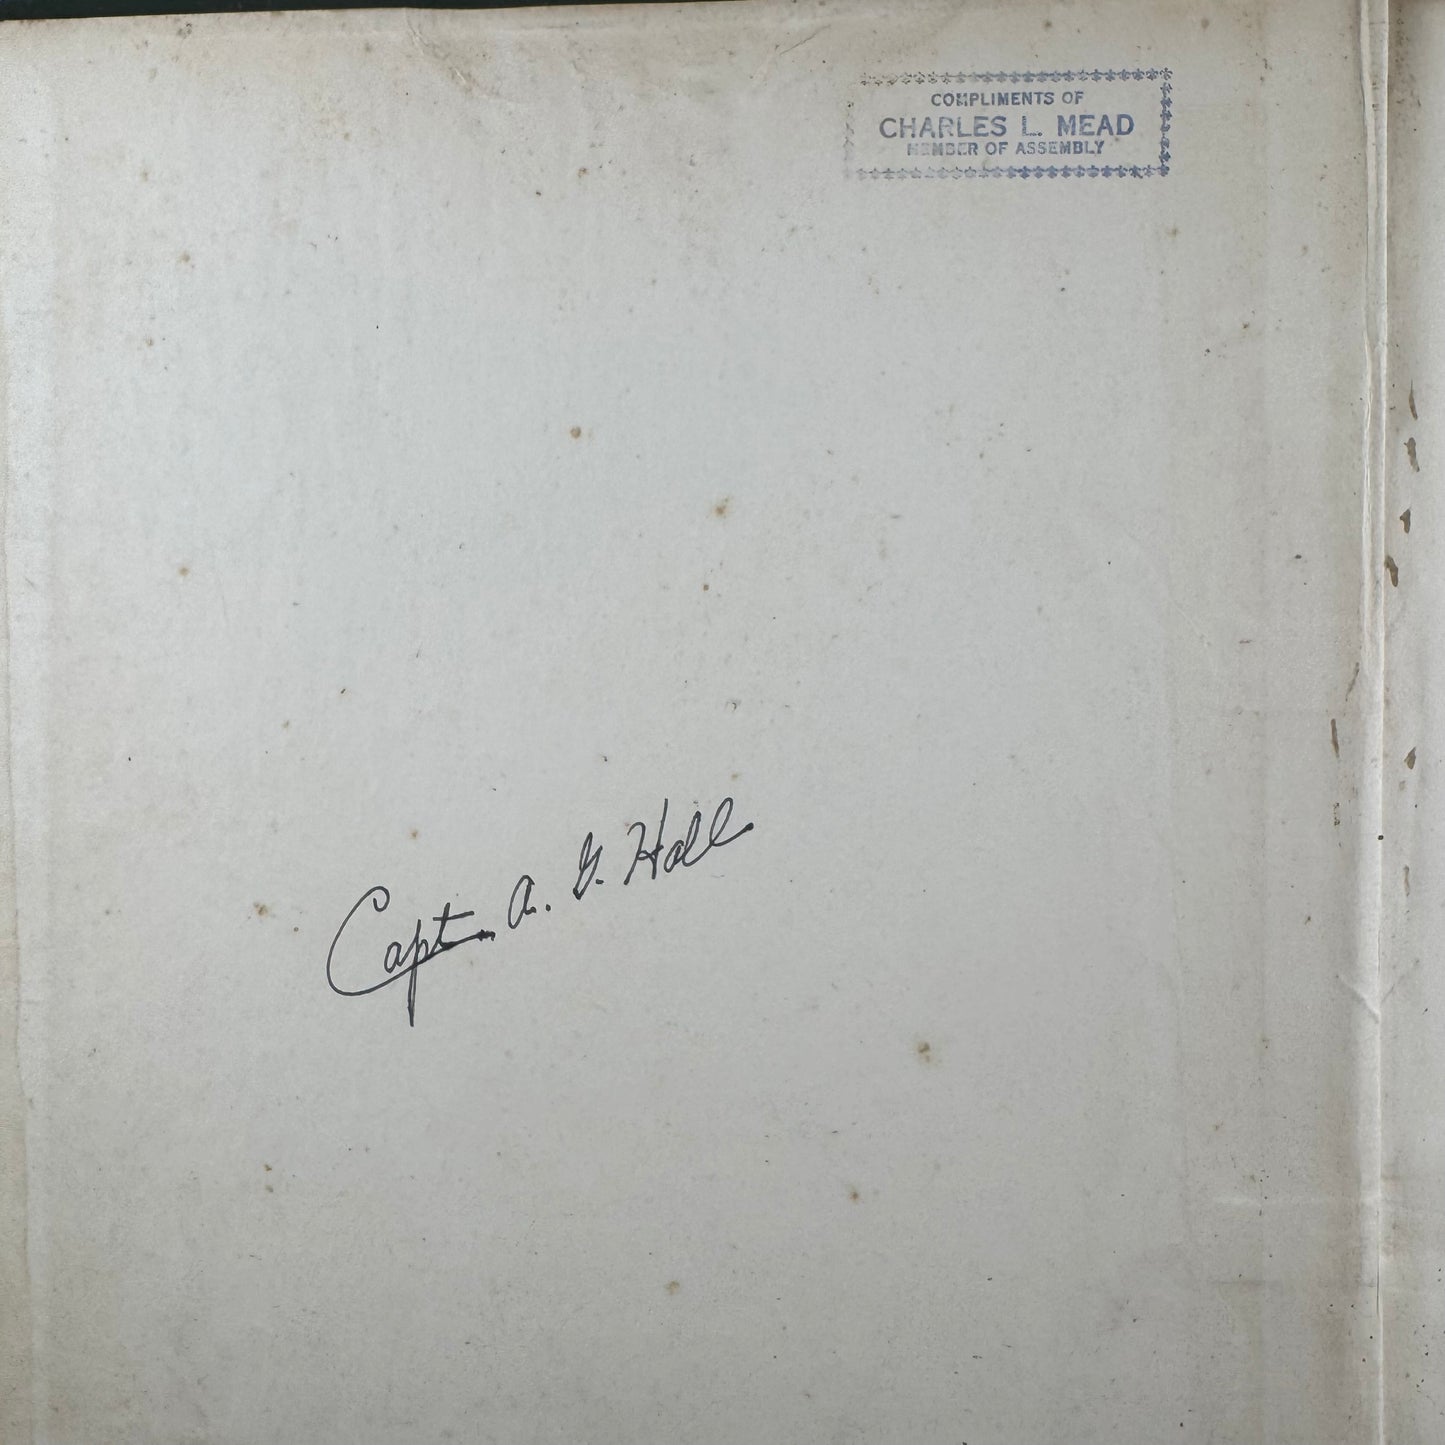 COMPLIMENTS OF
CHARLES L. MEAD
MEMBER OF ASSEMBLY
Capt. A. G. Hall